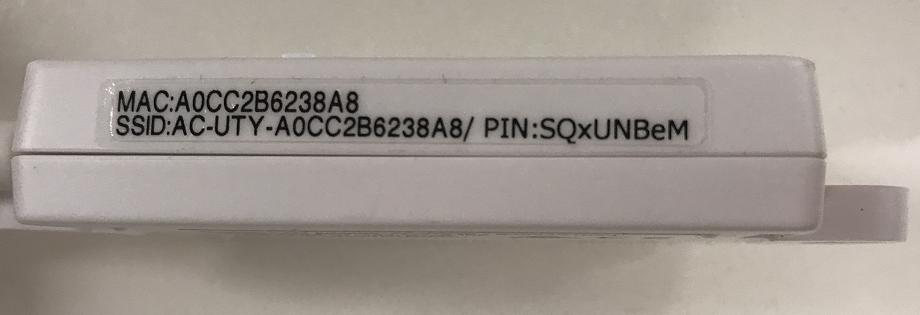 MAC:A0CC2B6238A8
SSID:AC-UTY-A0CC2B6238A8/ PIN:SQxUNBeM